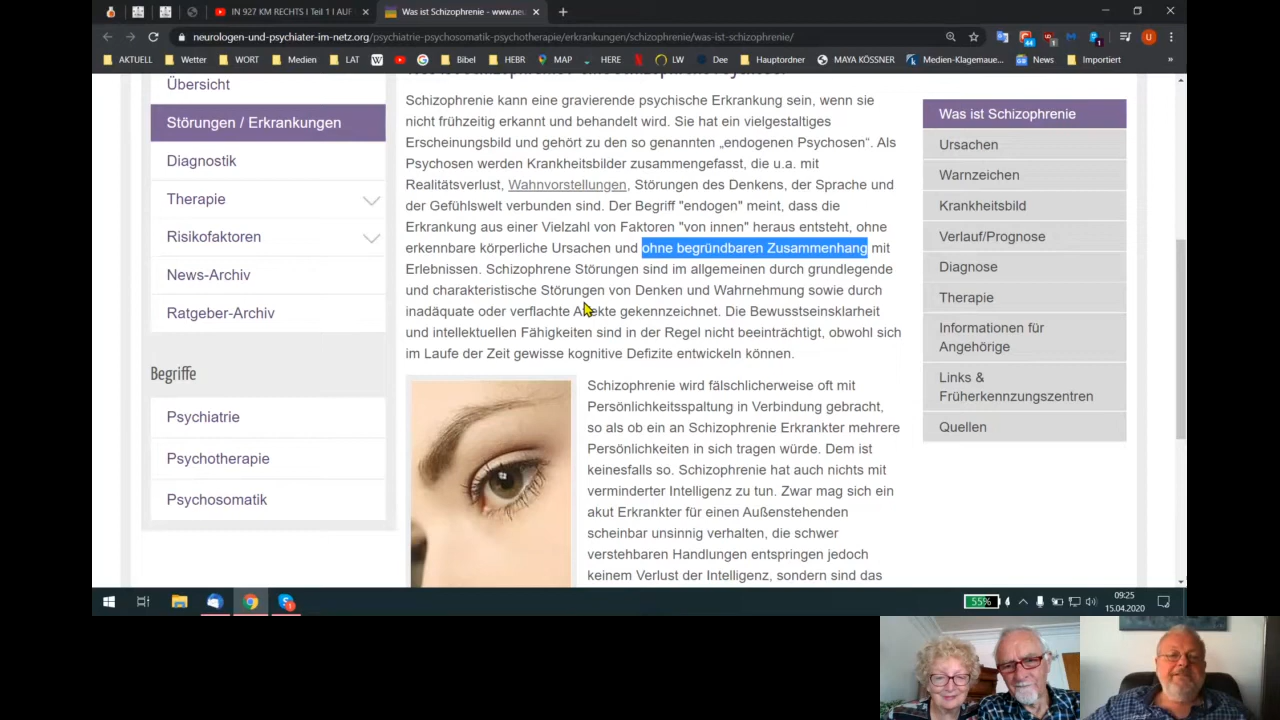 IN 927 KM RECHTS I Teil 1 I AUF
Was ist Schizophrenie - www.neu
neurologen-und-psychiater-im-netz.org/psychiatrie-psychosomatik-psychotherapie/erkrankungen/schizophrenie/was-ist-schizophrenie/
AKTUELL Wetter WORT Medien LAT Bibel HEBR MAP HERE LW Dee Hauptordner MAYA KÖSSNER Medien-Klagemaue... News Importiert »
Übersicht
Störungen / Erkrankungen
Diagnostik
Therapie
Risikofaktoren
News-Archiv
Ratgeber-Archiv
Begriffe
Psychiatrie
Psychotherapie
Psychosomatik
Schizophrenie kann eine gravierende psychische Erkrankung sein, wenn sie
nicht frühzeitig erkannt und behandelt wird. Sie hat ein vielgestaltiges
Erscheinungsbild und gehört zu den so genannten „endogenen Psychosen“. Als
Psychosen werden Krankheitsbilder zusammengefasst, die u.a. mit
Realitätsverlust, Wahnvorstellungen, Störungen des Denkens, der Sprache und
der Gefühlswelt verbunden sind. Der Begriff "endogen" meint, dass die
Erkrankung aus einer Vielzahl von Faktoren "von innen" heraus entsteht, ohne
erkennbare körperliche Ursachen und ohne begründbaren Zusammenhang mit
Erlebnissen. Schizophrene Störungen sind im allgemeinen durch grundlegende
und charakteristische Störungen von Denken und Wahrnehmung sowie durch
inadäquate oder verflachte Affekte gekennzeichnet. Die Bewusstseinsklarheit
und intellektuellen Fähigkeiten sind in der Regel nicht beeinträchtigt, obwohl sich
im Laufe der Zeit gewisse kognitive Defizite entwickeln können.
Schizophrenie wird fälschlicherweise oft mit
Persönlichkeitsspaltung in Verbindung gebracht,
so als ob ein an Schizophrenie Erkrankter mehrere
Persönlichkeiten in sich tragen würde. Dem ist
keinesfalls so. Schizophrenie hat auch nichts mit
verminderter Intelligenz zu tun. Zwar mag sich ein
akut Erkrankter für einen Außenstehenden
scheinbar unsinnig verhalten, die schwer
verstehbaren Handlungen entspringen jedoch
keinem Verlust der Intelligenz, sondern sind das
Was ist Schizophrenie
Ursachen
Warnzeichen
Krankheitsbild
Verlauf/Prognose
Diagnose
Therapie
Informationen für
Angehörige
Links &
Früherkennzungszentren
Quellen
55%
09:25
15.04.2020